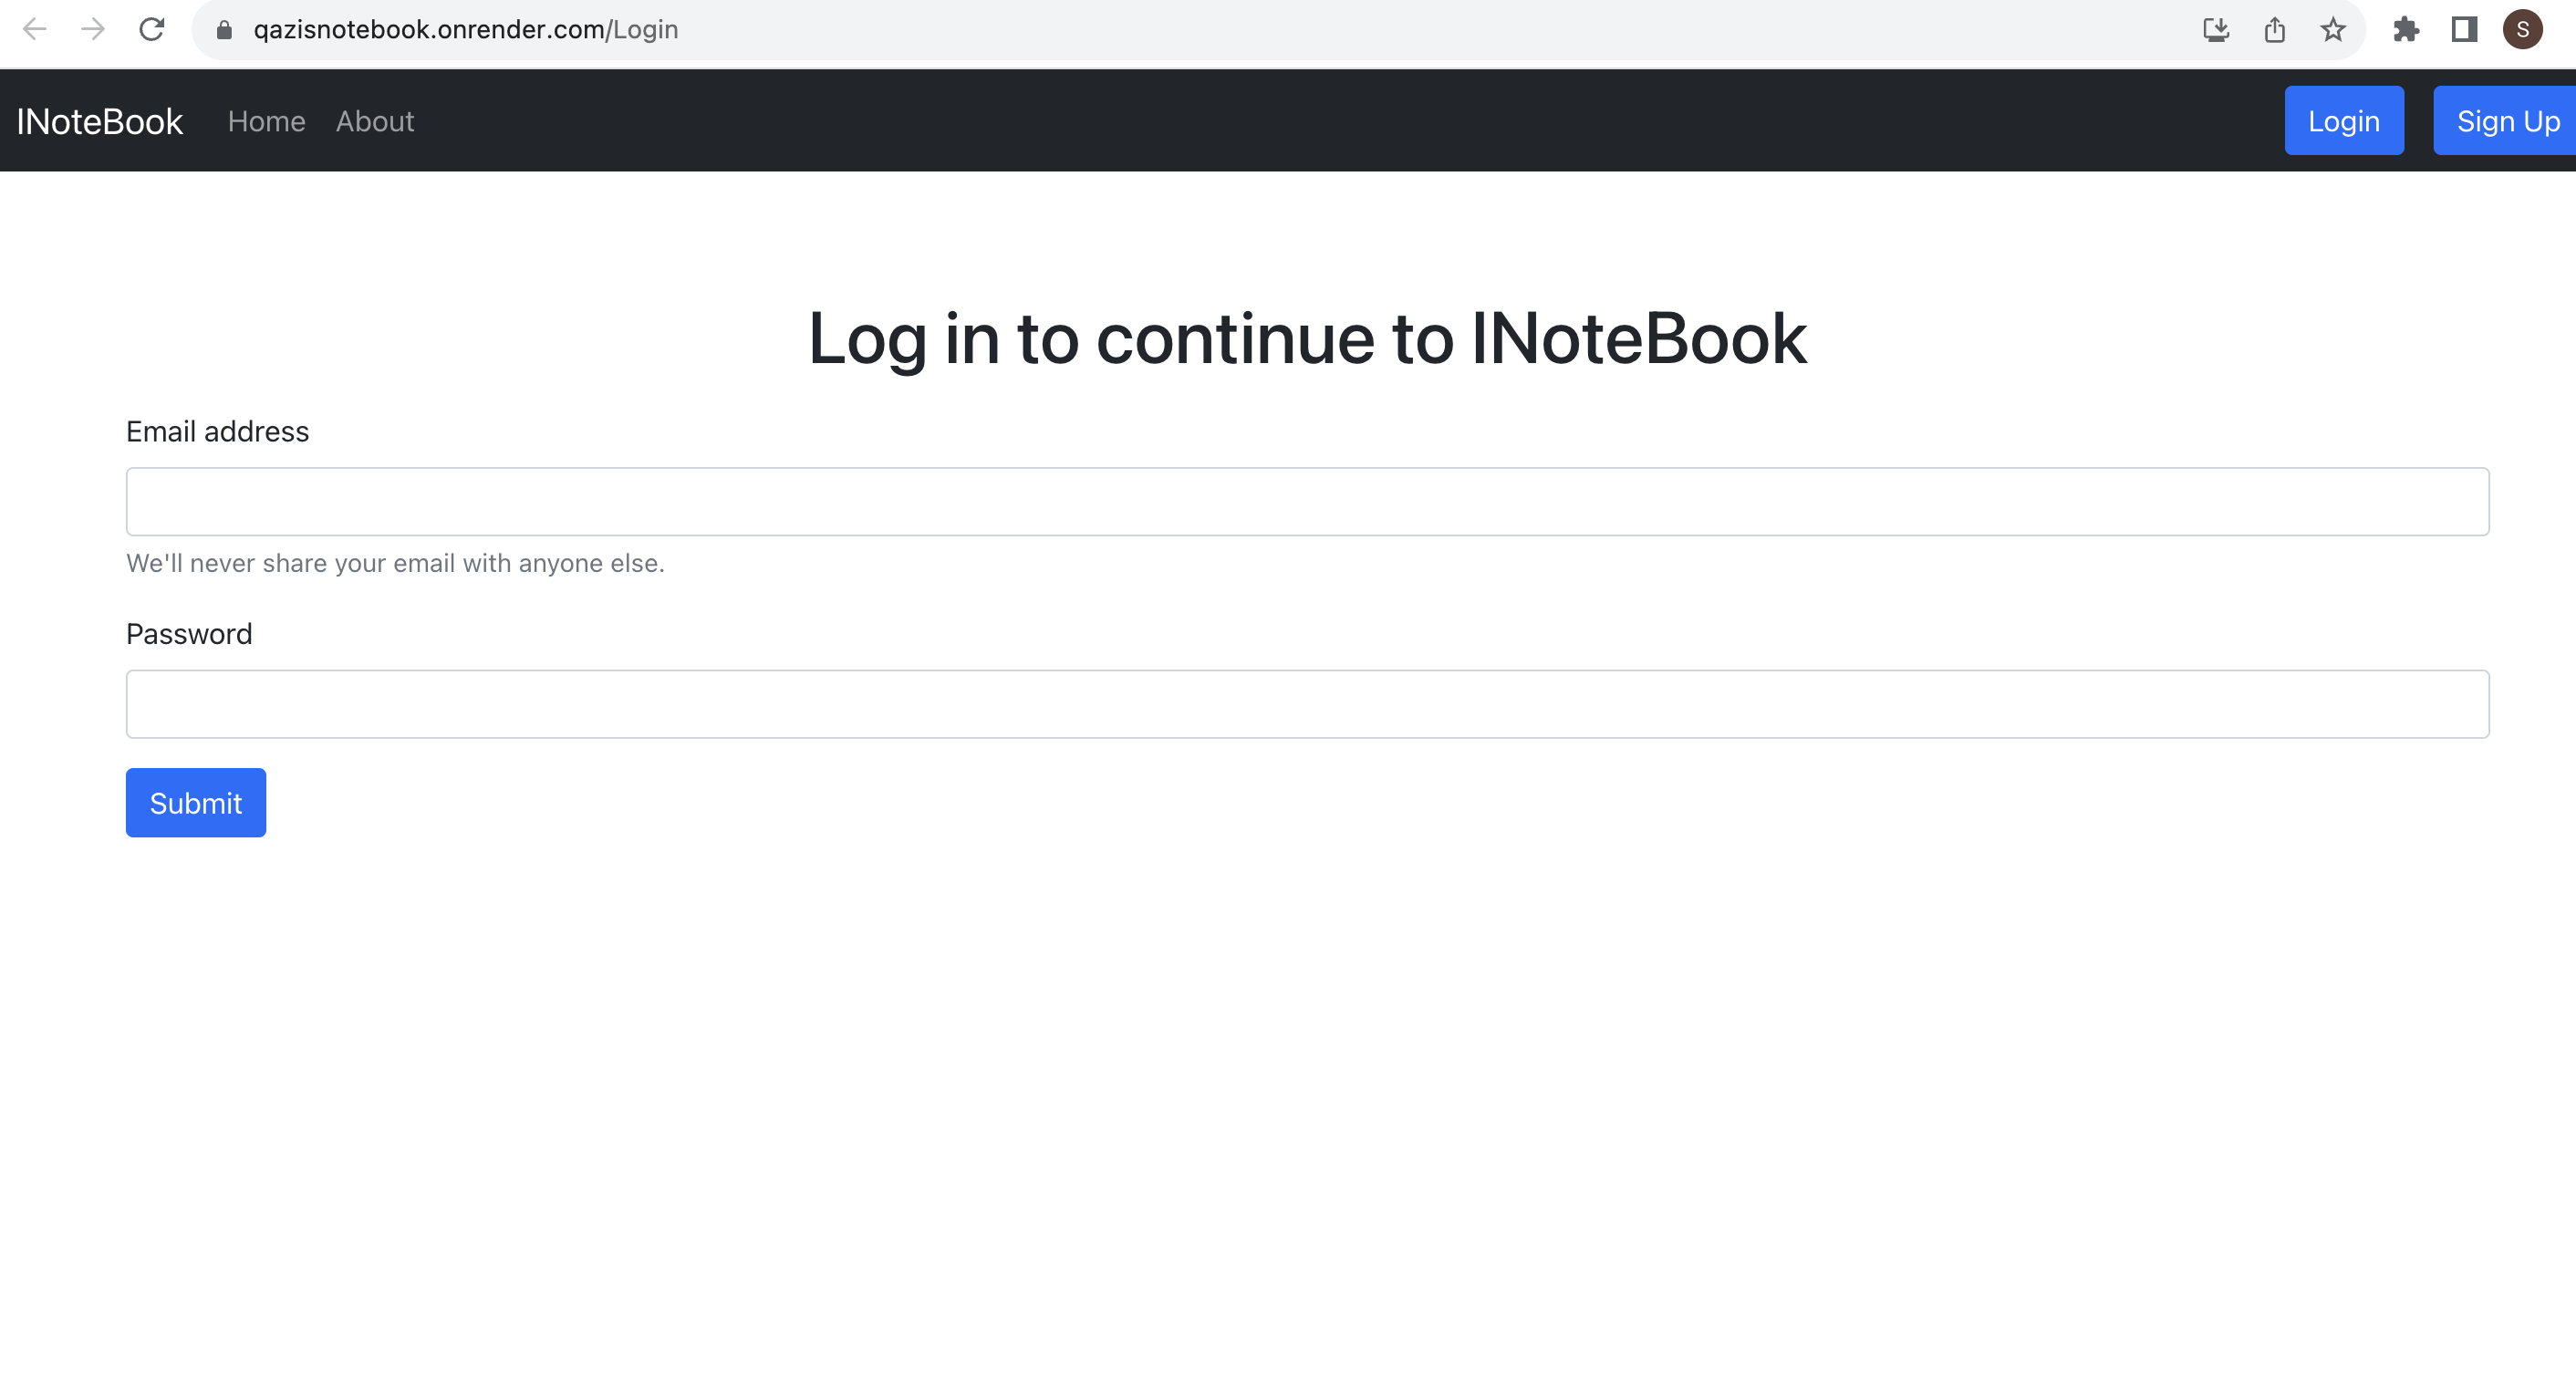 qazisnotebook.onrender.com/Login
S
INoteBook Home About Login Sign Up
Log in to continue to INoteBook
Email address
We'll never share your email with anyone else.
Password
Submit